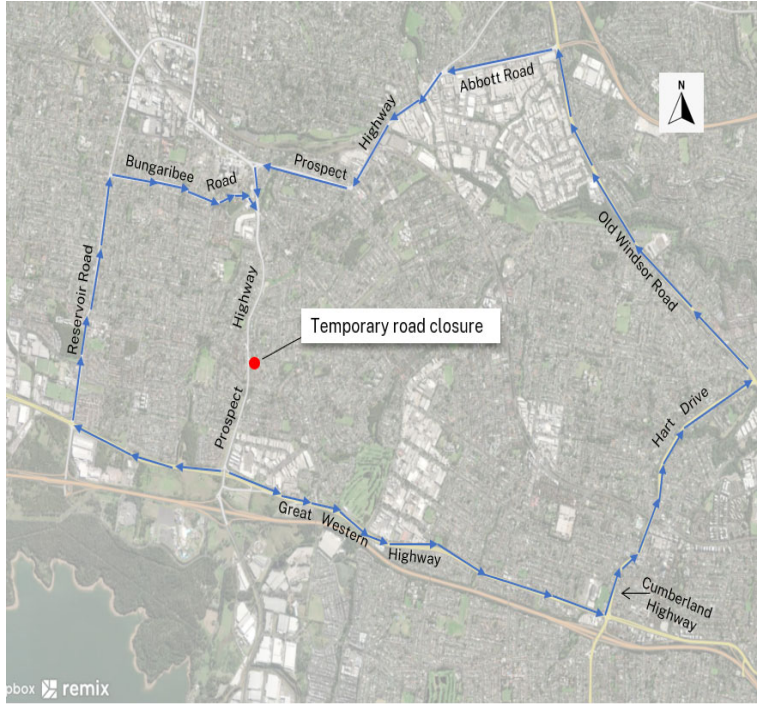 Abbott Road
N
Highway
Prospect
Bungaribee
Road
Old Windsor Road
Reservoir Road
Highway
Temporary road closure
Prospect
Hart Drive
Great Western
Highway
Cumberland
Highway
pbox remix